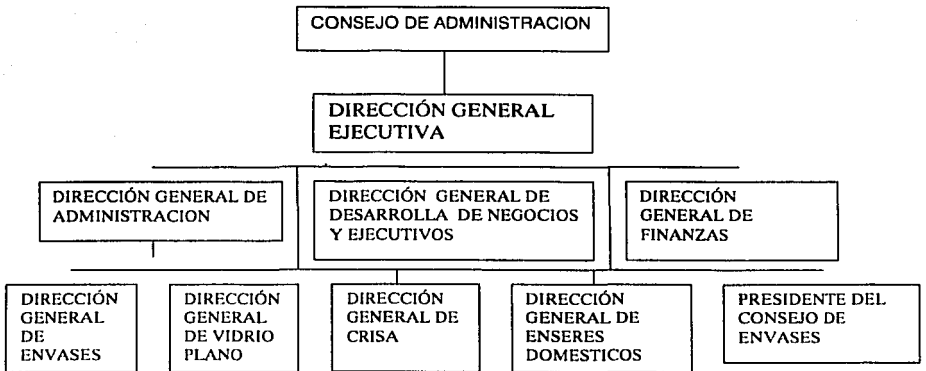 CONSEJO DE ADMINISTRACION
DIRECCIÓN GENERAL
EJECUTIVA
DIRECCIÓN GENERAL DE
ADMINISTRACION
DIRECCIÓN GENERAL DE
DESARROLLA DE NEGOCIOS
Y EJECUTIVOS
DIRECCIÓN
GENERAL DE
FINANZAS
DIRECCIÓN
GENERAL
DE
ENVASES
DIRECCIÓN
GENERAL
DE VIDRIO
PLANO
DIRECCIÓN
GENERAL DE
CRISA
DIRECCIÓN
GENERAL DE
ENSERES
DOMESTICOS
PRESIDENTE DEL
CONSEJO DE
ENVASES